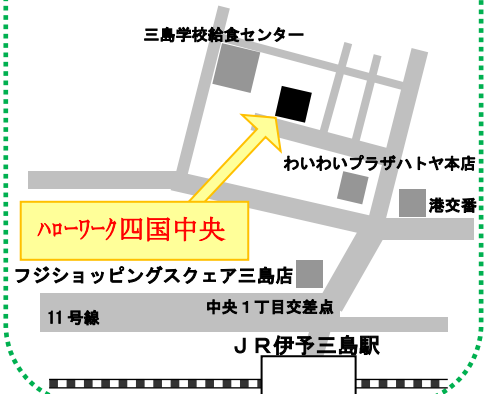 三島学校給食センター
わいわいプラザハトヤ本店
港交番
ﾊﾛｰﾜｰｸ四国中央
フジショッピングスクェア三島店
中央１丁目交差点
11号線
ＪＲ伊予三島駅